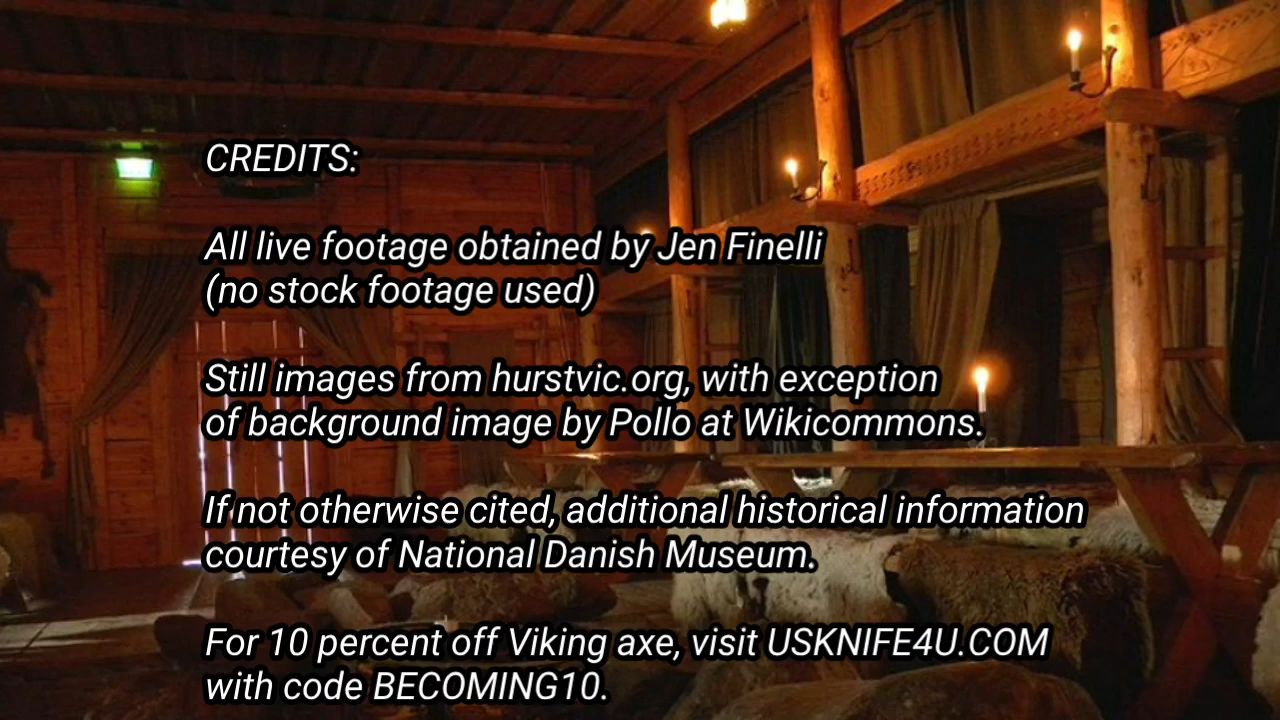 CREDITS:
All live footage obtained by Jen Finelli
(no stock footage used)
Still images from hurstvic.org, with exception
of background image by Pollo at Wikicommons.
If not otherwise cited, additional historical information
courtesy of National Danish Museum.
For 10 percent off Viking axe, visit USKNIFE4U.COM
with code BECOMING10.